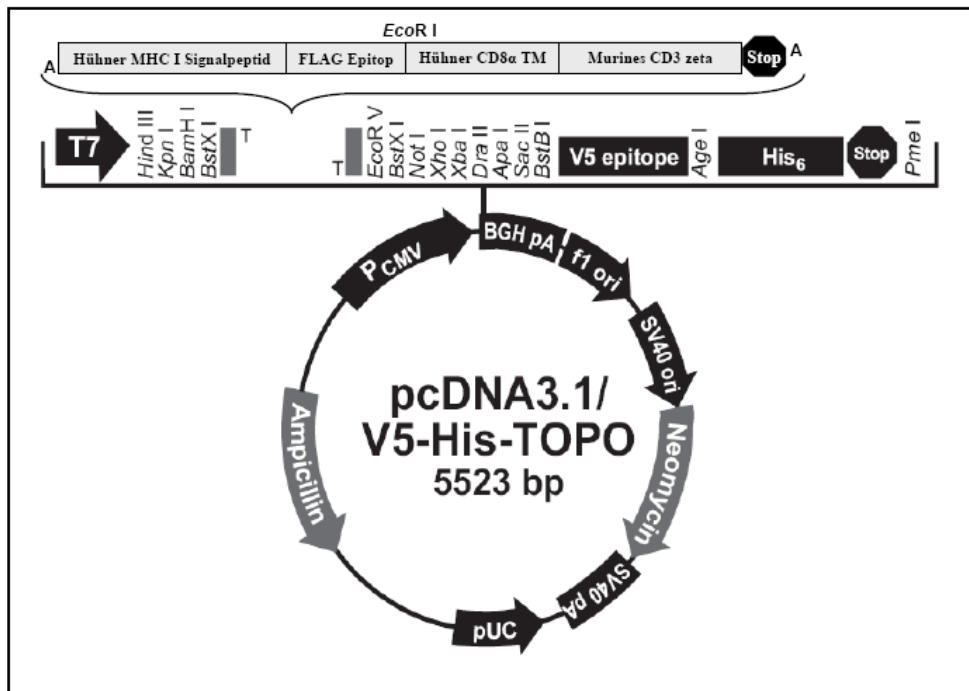 EcoR I
A Hühner MHC I Signalpeptid FLAG Epitop Hühner CD8α TM Murines CD3 zeta Stop A
T7 Hind III Kpn I BamH I BstX I T T EcoR V BstX I Not I Xho I Xba I Dra II Apa I Sac II BstB I V5 epitope Age I His6 Stop Pme I
PCMV BGH pA f1 ori
SV40 ori
pcDNA3.1/
V5-His-TOPO
5523 bp
Ampicillin Neomycin
SV40 pA
pUC